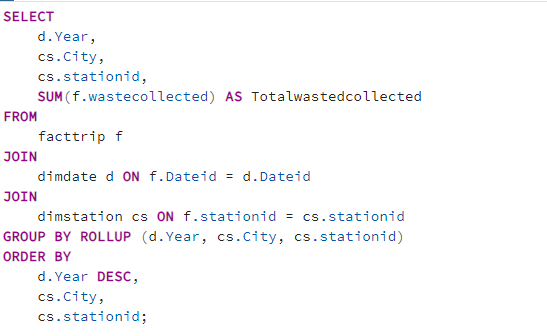 SELECT
    d.Year,
    cs.City,
    cs.stationid,
    SUM(f.wastecollected) AS Totalwastedcollected
FROM
    facttrip f
JOIN
    dimdate d ON f.Dateid = d.Dateid
JOIN
    dimstation cs ON f.stationid = cs.stationid
GROUP BY ROLLUP (d.Year, cs.City, cs.stationid)
ORDER BY
    d.Year DESC,
    cs.City,
    cs.stationid;